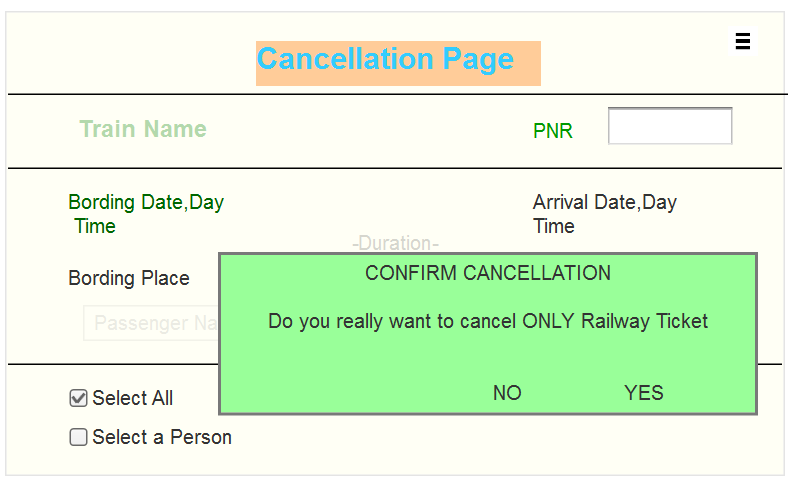 Cancellation Page
Train Name
PNR
Bording Date,Day
Time
Arrival Date,Day
Time
-Duration-
Bording Place
Passenger Na
CONFIRM CANCELLATION
Do you really want to cancel ONLY Railway Ticket
NO
YES
Select All
Select a Person